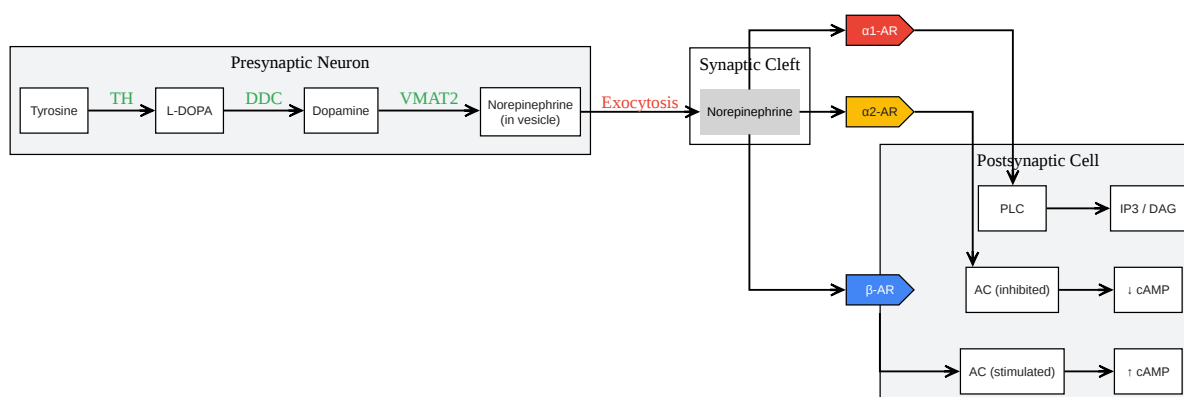 α1-AR
Presynaptic Neuron
Synaptic Cleft
TH
DDC
VMAT2
Exocytosis
Tyrosine
L-DOPA
Dopamine
Norepinephrine
(in vesicle)
Norepinephrine
α2-AR
Postsynaptic Cell
PLC
IP3 / DAG
β-AR
AC (inhibited)
↓ cAMP
AC (stimulated)
↑ cAMP